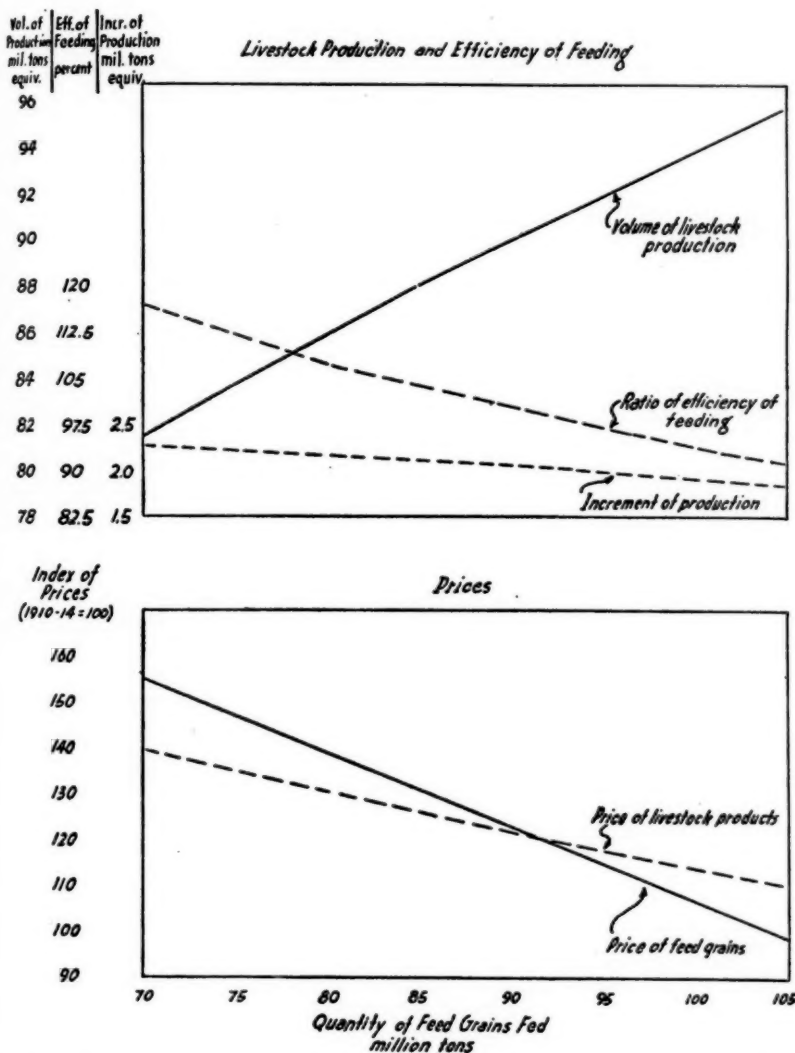 Vol. of Production mil. tons equiv.
Eff. of Feeding percent
Incr. of Production mil. tons equiv.
Livestock Production and Efficiency of Feeding
96
94
92
90
88 120
86 112.5
84 105
82 97.5 2.5
80 90 2.0
78 82.5 1.5
Volume of livestock
production
Ratio of efficiency of
feeding
Increment of production
Index of
Prices
(1910-14=100)
Prices
160
150
140
130
120
110
100
90
Price of livestock products
Price of feed grains
70 75 80 85 90 95 100 105
Quantity of Feed Grains Fed
million tons